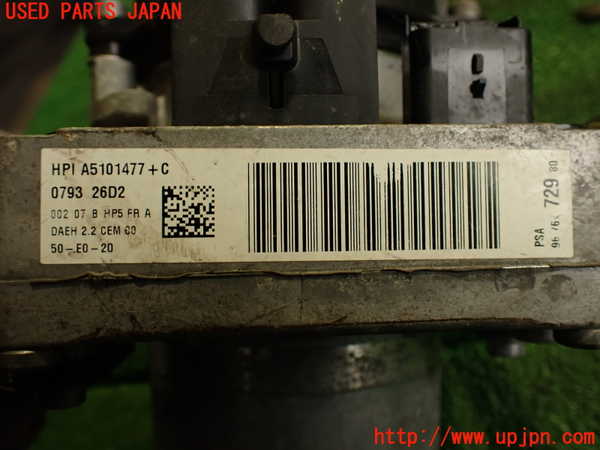 USED PARTS JAPAN
HPI A5101477+C
0793 26D2
002 07 B HP5 FR A
DAEH 2.2 CEM 00
50-E0-20
PSA
729 80
http://www.upjpn.com/